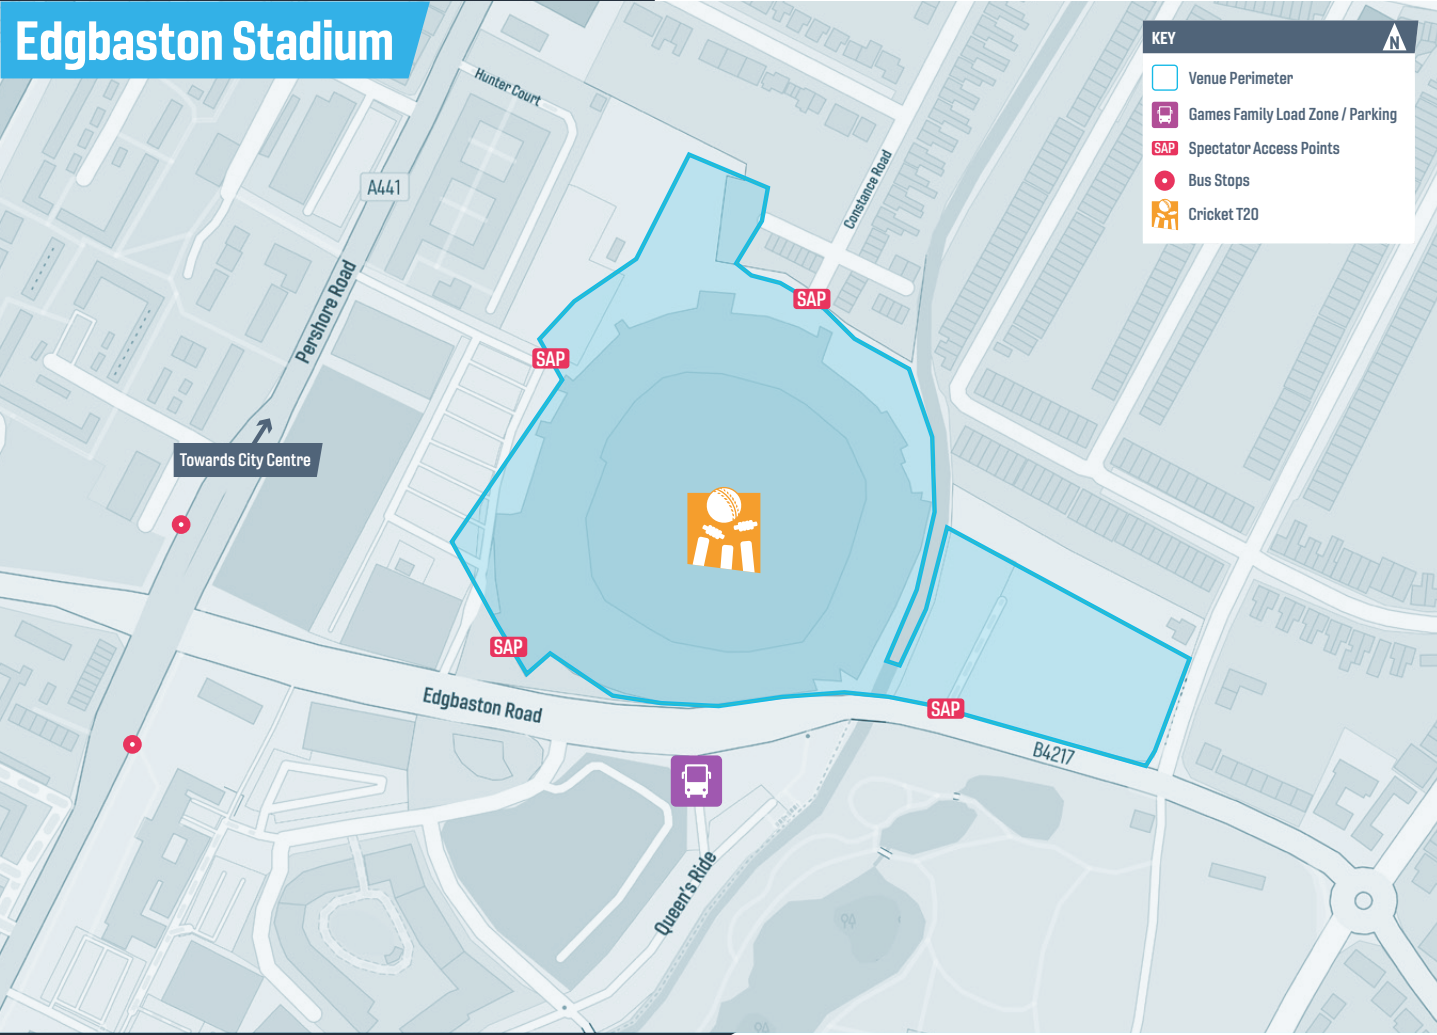 Edgbaston Stadium
KEY
N
Venue Perimeter
Games Family Load Zone / Parking
SAP
Spectator Access Points
Bus Stops
Cricket T20
Hunter Court
A441
Constance Road
Pershore Road
SAP
SAP
Towards City Centre
SAP
Edgbaston Road
SAP
B4217
Queen's Ride